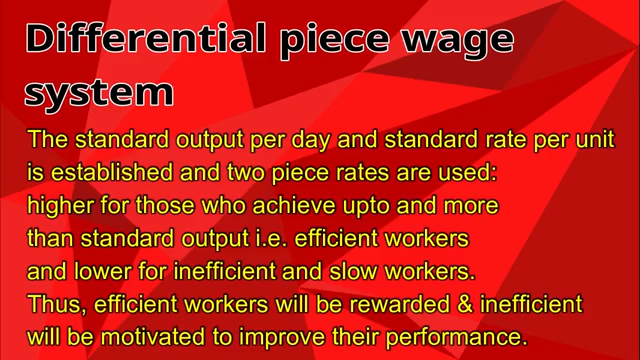 Differential piece wage
system
The standard output per day and standard rate per unit
is established and two piece rates are used:
higher for those who achieve upto and more
than standard output i.e. efficient workers
and lower for inefficient and slow workers.
Thus, efficient workers will be rewarded & inefficient
will be motivated to improve their performance.